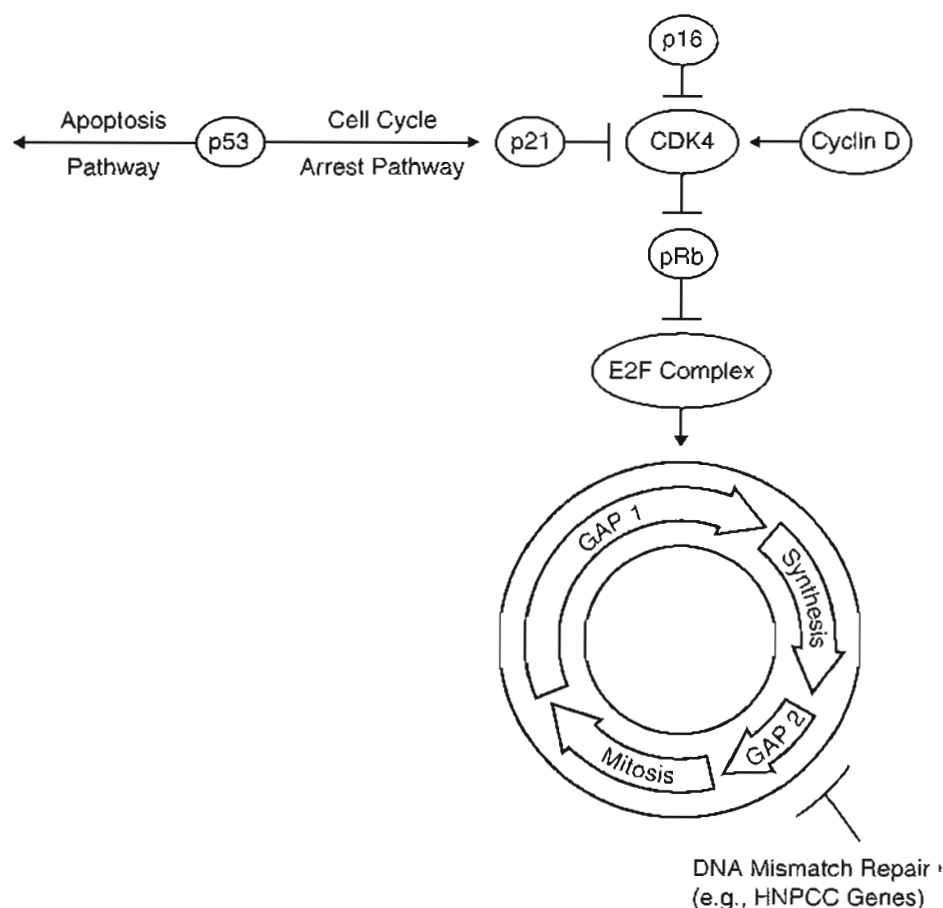 p16
Apoptosis
Pathway
p53
Cell Cycle
Arrest Pathway
p21
CDK4
Cyclin D
pRb
E2F Complex
GAP 1
Synthesis
GAP 2
Mitosis
DNA Mismatch Repair
(e.g., HNPCC Genes)